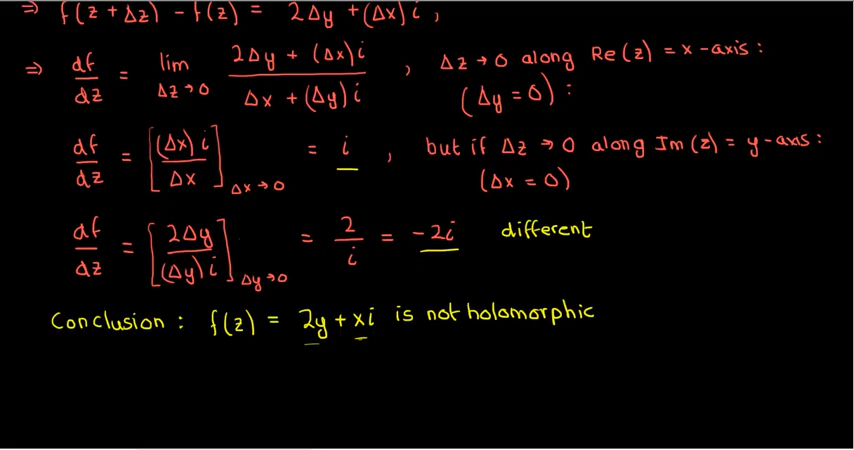 ⇒ f(z + Δz) - f(z) = 2Δy + (Δx)i,
⇒ df/dz = lim Δz→0 (2Δy + (Δx)i)/(Δx + (Δy)i) , Δz→0 along Re(z) = x-axis :
(Δy = 0) :
df/dz = [(Δx)i/Δx] Δx→0 = i , but if Δz → 0 along Im(z) = y-axis :
(Δx = 0)
df/dz = [2Δy/(Δy)i] Δy→0 = 2/i = -2i different
Conclusion : f(z) = 2y + xi is not holomorphic